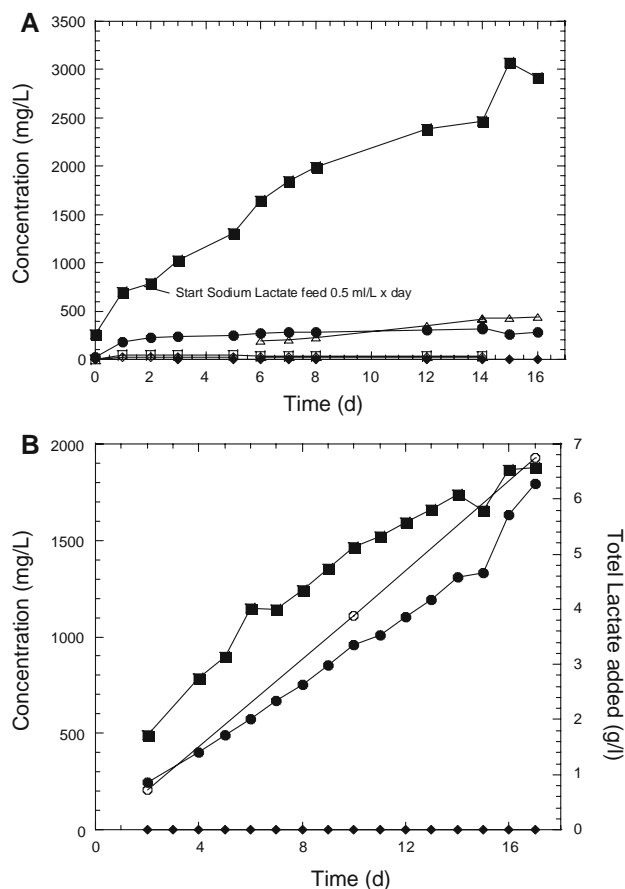 A
3500
3000
2500
2000
1500
1000
500
0
Concentration (mg/L)
Start Sodium Lactate feed 0.5 ml/L x day
0 2 4 6 8 10 12 14 16
Time (d)
B
2000
1500
1000
500
0
Concentration (mg/L)
7
6
5
4
3
2
1
0
Totel Lactate added (g/l)
0 4 8 12 16
Time (d)